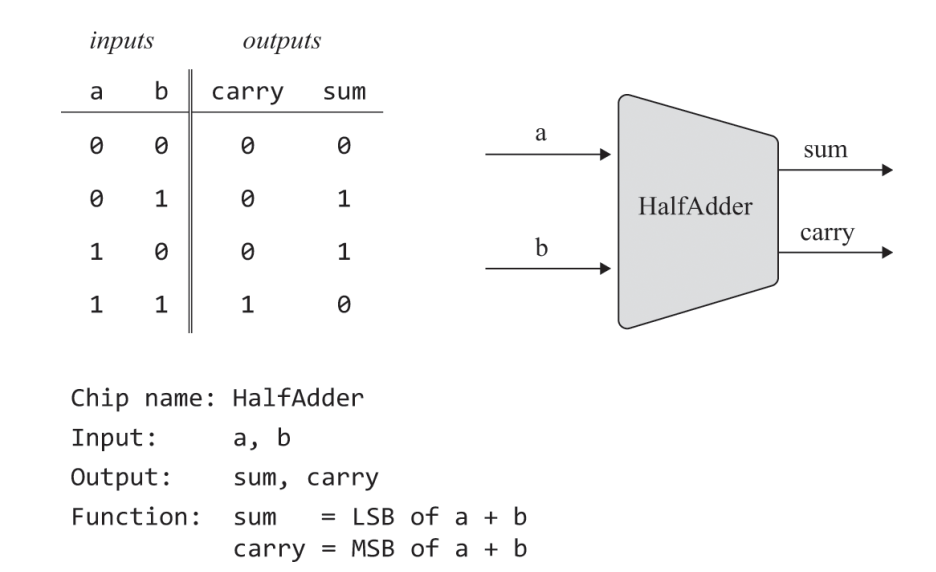 inputs outputs
a b carry sum
0 0 0 0
0 1 0 1
1 0 0 1
1 1 1 0
a
b
HalfAdder
sum
carry
Chip name: HalfAdder
Input: a, b
Output: sum, carry
Function: sum = LSB of a + b
carry = MSB of a + b